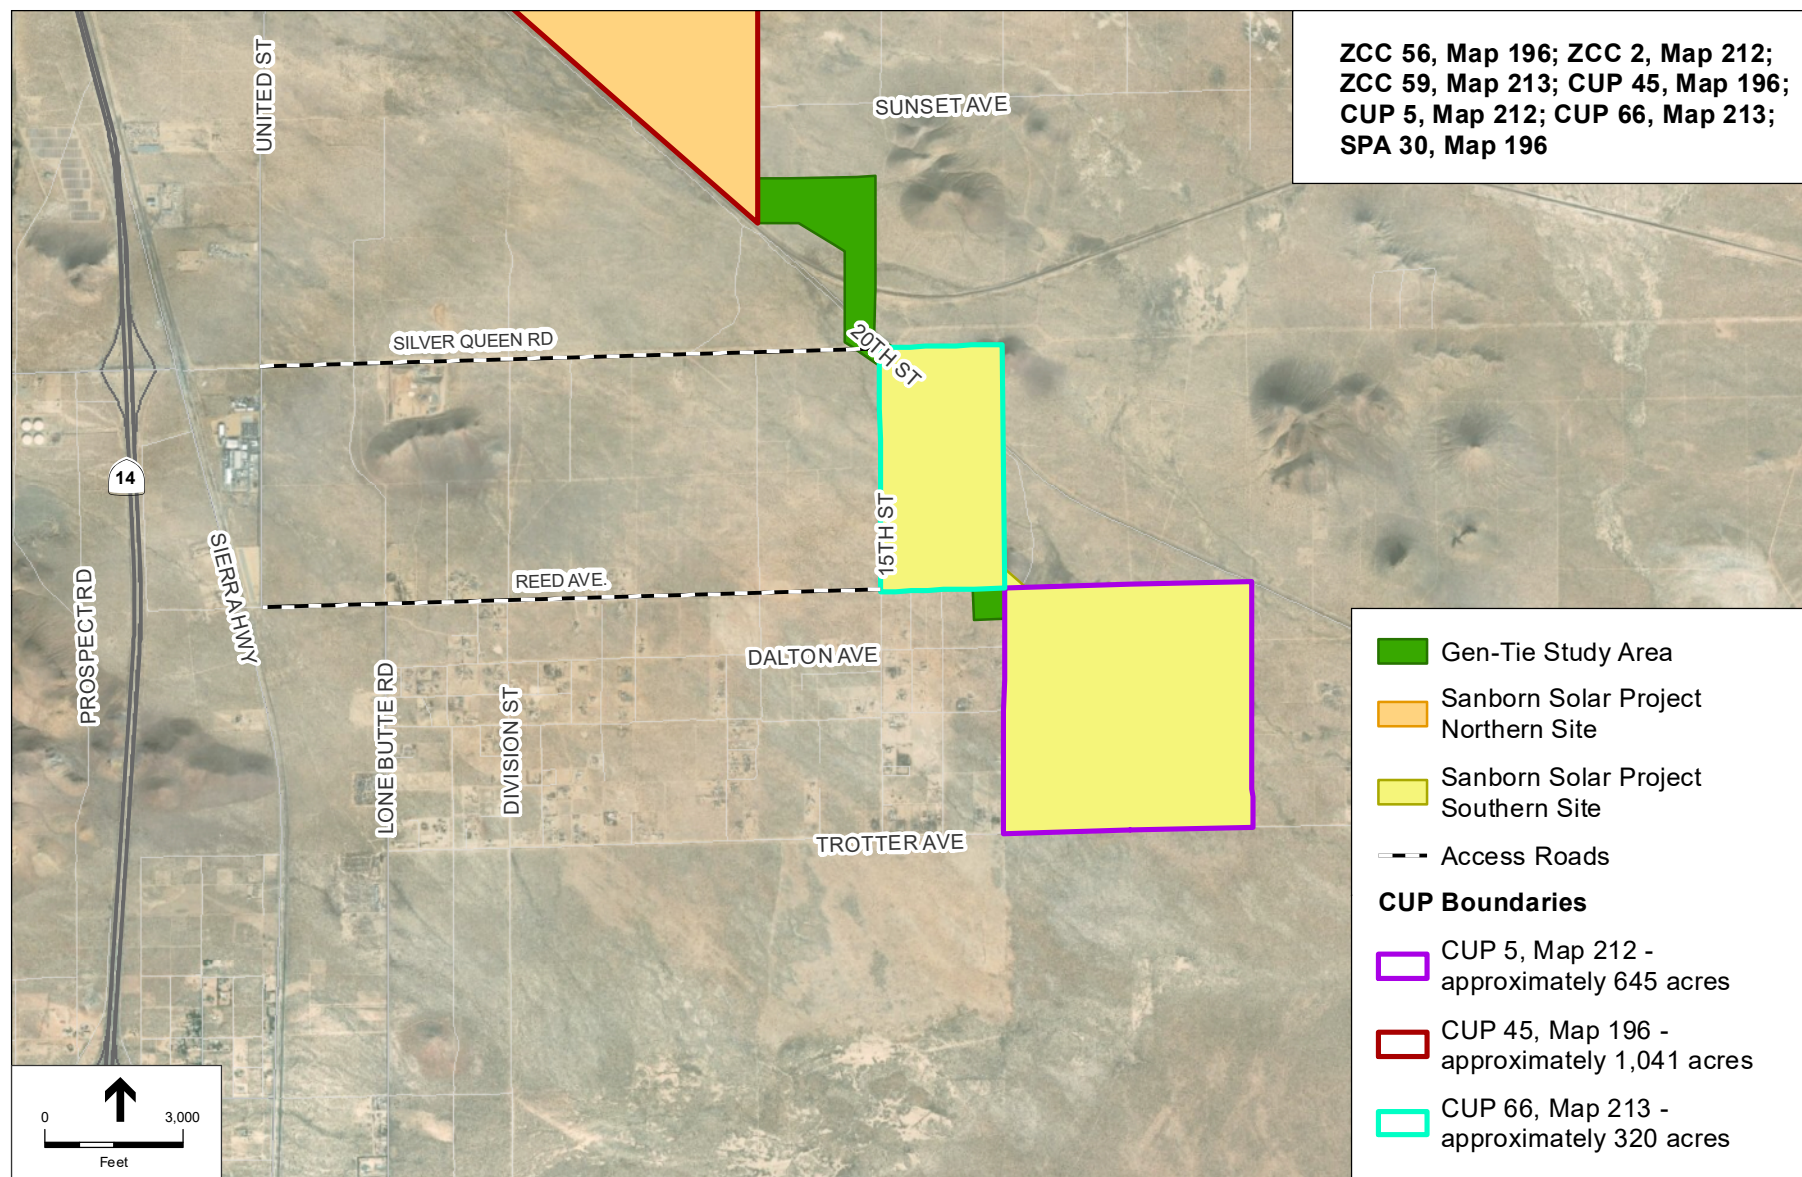 ZCC 56, Map 196; ZCC 2, Map 212;
ZCC 59, Map 213; CUP 45, Map 196;
CUP 5, Map 212; CUP 66, Map 213;
SPA 30, Map 196
UNITED ST
SUNSET AVE
SILVER QUEEN RD
20TH ST
14
15TH ST
SIERRA HWY
PROSPECT RD
REED AVE.
DALTON AVE
LONE BUTTE RD
DIVISION ST
TROTTER AVE
Gen-Tie Study Area
Sanborn Solar Project
Northern Site
Sanborn Solar Project
Southern Site
Access Roads
CUP Boundaries
CUP 5, Map 212 -
approximately 645 acres
CUP 45, Map 196 -
approximately 1,041 acres
CUP 66, Map 213 -
approximately 320 acres
0 3,000
Feet